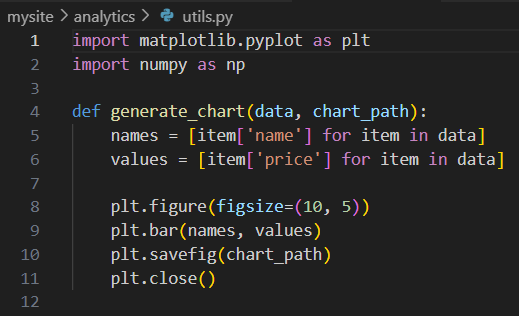 mysite > analytics > utils.py
1 import matplotlib.pyplot as plt
2 import numpy as np
3
4 def generate_chart(data, chart_path):
5     names = [item['name'] for item in data]
6     values = [item['price'] for item in data]
7
8     plt.figure(figsize=(10, 5))
9     plt.bar(names, values)
10     plt.savefig(chart_path)
11     plt.close()
12